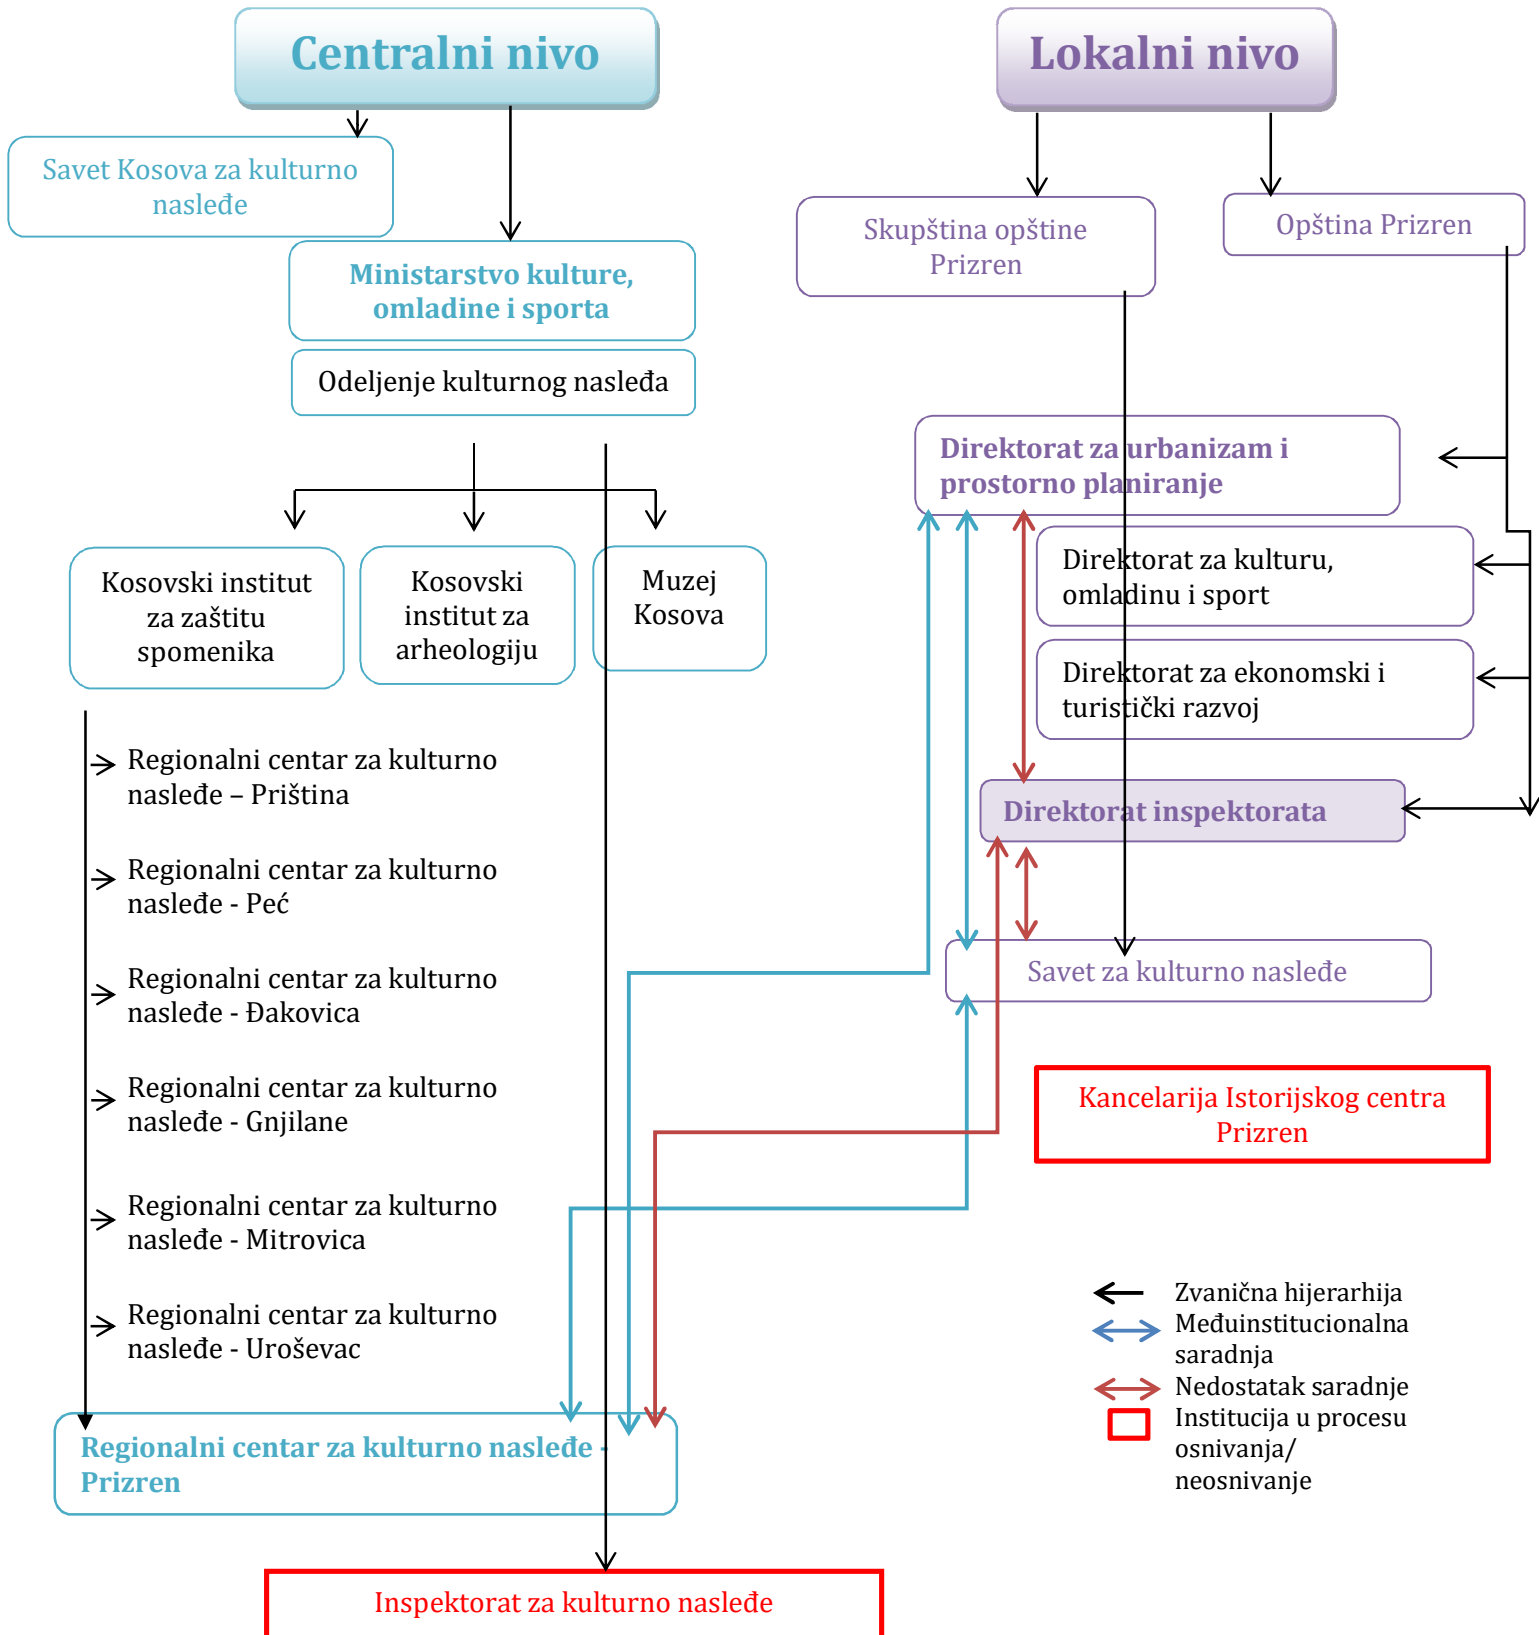 Centralni nivo
Savet Kosova za kulturno
nasleđe
Ministarstvo kulture,
omladine i sporta
Odeljenje kulturnog nasleđa
Kosovski institut
za zaštitu
spomenika
Kosovski
institut za
arheologiju
Muzej
Kosova
Regionalni centar za kulturno
nasleđe – Priština
Regionalni centar za kulturno
nasleđe - Peć
Regionalni centar za kulturno
nasleđe - Đakovica
Regionalni centar za kulturno
nasleđe - Gnjilane
Regionalni centar za kulturno
nasleđe - Mitrovica
Regionalni centar za kulturno
nasleđe - Uroševac
Regionalni centar za kulturno nasleđe -
Prizren
Inspektorat za kulturno nasleđe
Lokalni nivo
Skupština opštine
Prizren
Opština Prizren
Direktorat za urbanizam i
prostorno planiranje
Direktorat za kulturu,
omladinu i sport
Direktorat za ekonomski i
turistički razvoj
Direktorat inspektorata
Savet za kulturno nasleđe
Kancelarija Istorijskog centra
Prizren
Zvanična hijerarhija
Međuinstitucionalna
saradnja
Nedostatak saradnje
Institucija u procesu
osnivanja/
neosnivanje